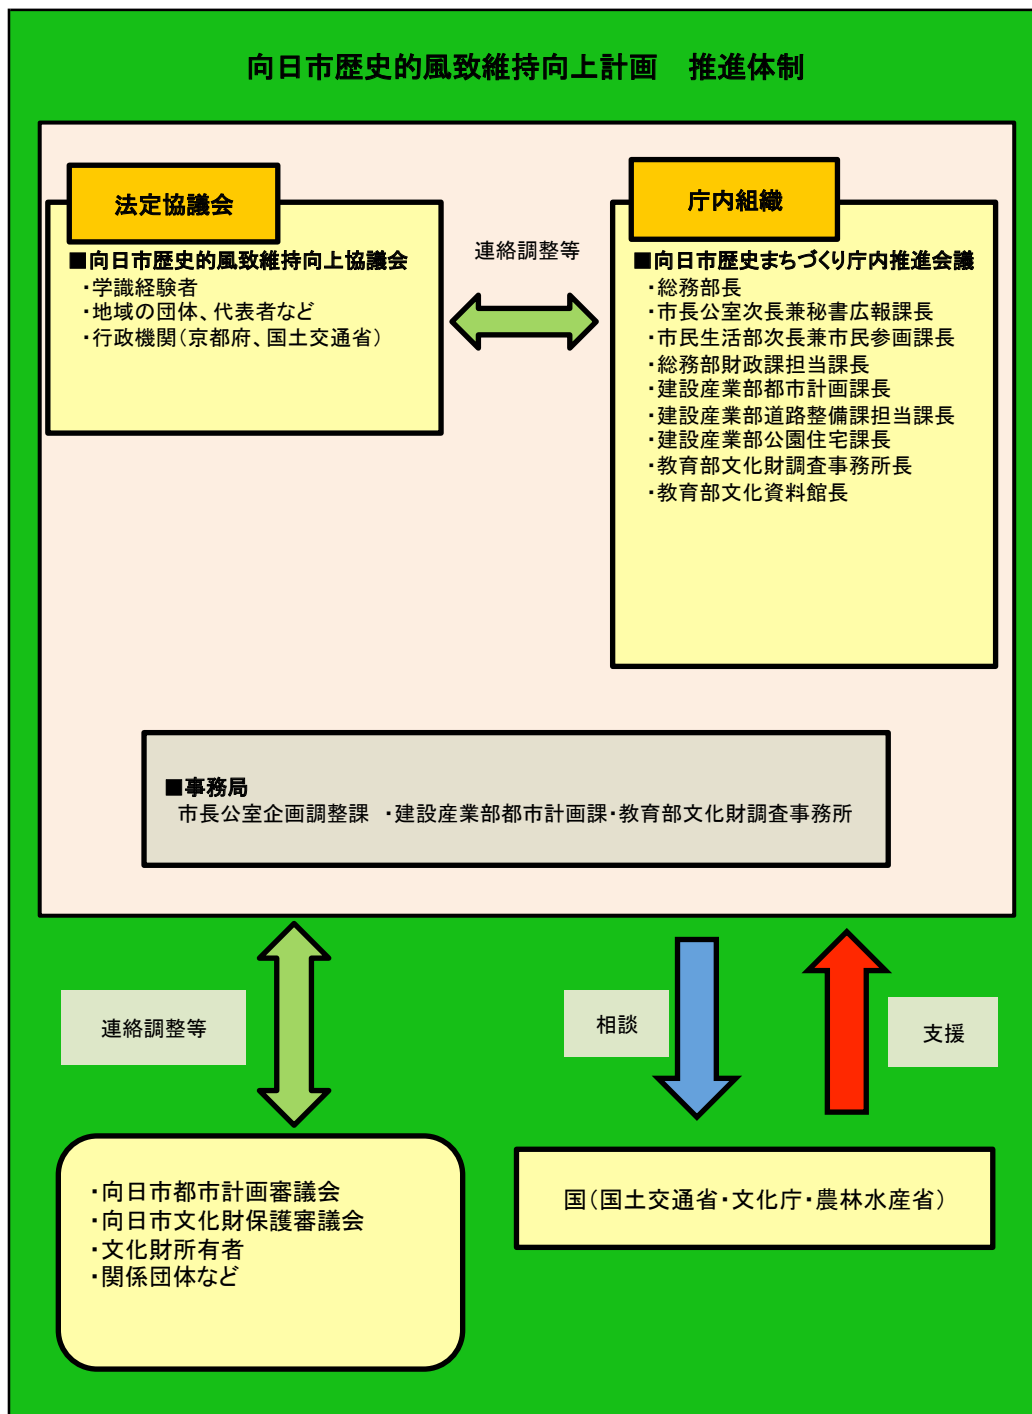 向日市歴史的風致維持向上計画　推進体制
法定協議会
■向日市歴史的風致維持向上協議会
・学識経験者
・地域の団体、代表者など
・行政機関（京都府、国土交通省）
連絡調整等
庁内組織
■向日市歴史まちづくり庁内推進会議
・総務部長
・市長公室次長兼秘書広報課長
・市民生活部次長兼市民参画課長
・総務部財政課担当課長
・建設産業部都市計画課長
・建設産業部道路整備課担当課長
・建設産業部公園住宅課長
・教育部文化財調査事務所長
・教育部文化資料館長
■事務局
市長公室企画調整課　・建設産業部都市計画課・教育部文化財調査事務所
連絡調整等
相談
支援
・向日市都市計画審議会
・向日市文化財保護審議会
・文化財所有者
・関係団体など
国（国土交通省・文化庁・農林水産省）